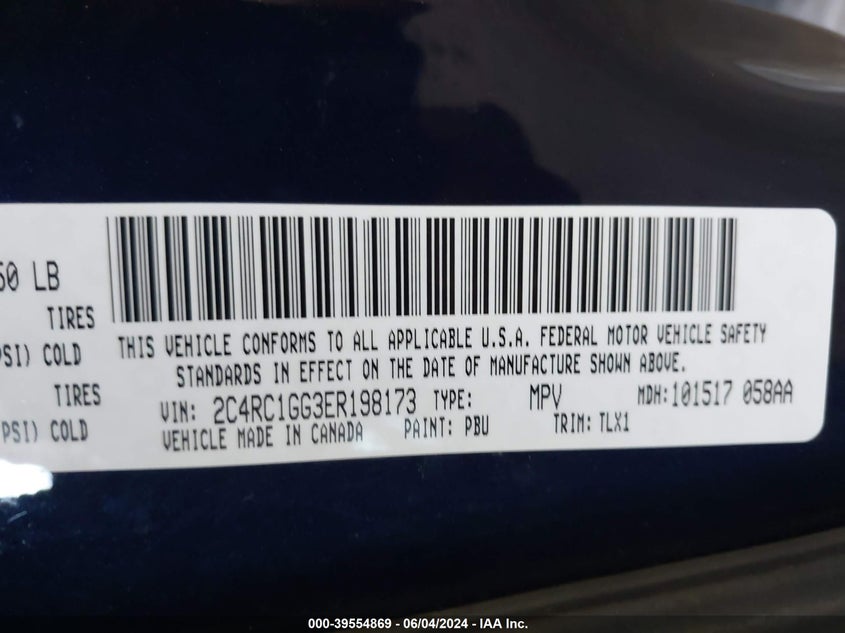 50 LB
TIRES
PSI) COLD
TIRES
PSI) COLD
THIS VEHICLE CONFORMS TO ALL APPLICABLE U.S.A. FEDERAL MOTOR VEHICLE SAFETY
STANDARDS IN EFFECT ON THE DATE OF MANUFACTURE SHOWN ABOVE.
VIN: 2C4RC1GG3ER198173 TYPE: MPV MDH:101517 058AA
VEHICLE MADE IN CANADA PAINT: PBU TRIM: TLX1
000-39554869 - 06/04/2024 - IAA Inc.